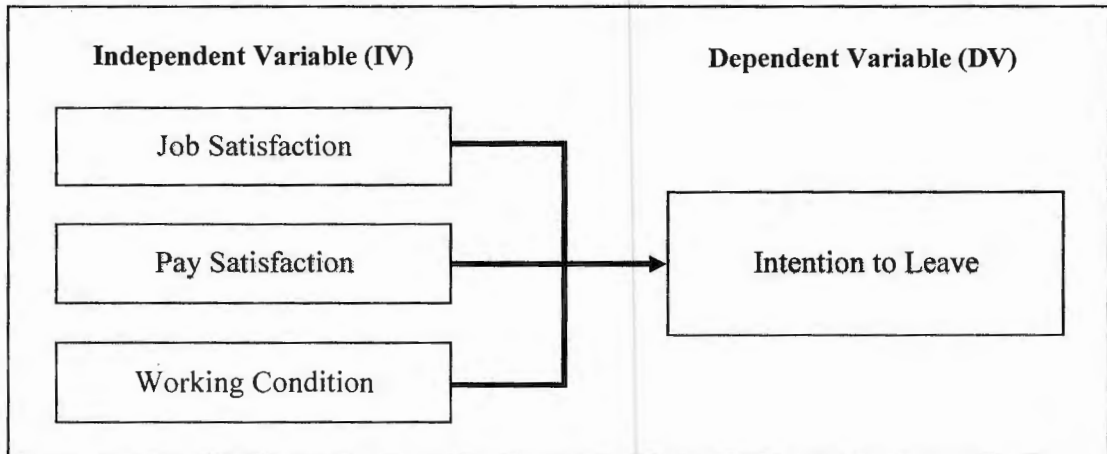 Independent Variable (IV)
Dependent Variable (DV)
Job Satisfaction
Pay Satisfaction
Working Condition
Intention to Leave